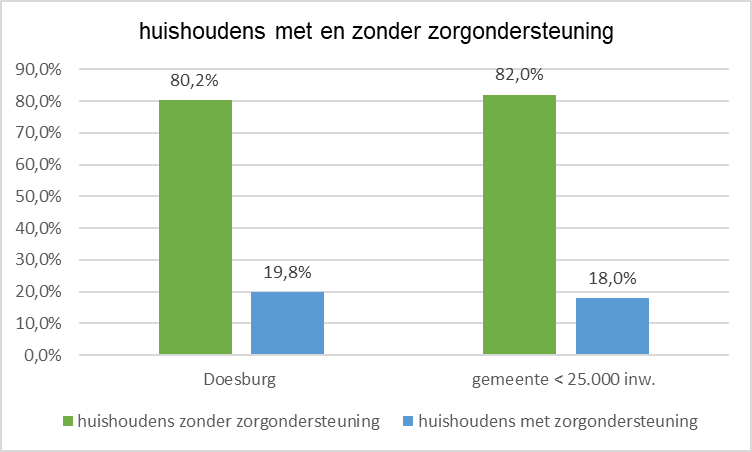 huishoudens met en zonder zorgondersteuning
90,0%
80,0%
70,0%
60,0%
50,0%
40,0%
30,0%
20,0%
10,0%
0,0%
80,2%
19,8%
82,0%
18,0%
Doesburg
gemeente < 25.000 inw.
huishoudens zonder zorgondersteuning
huishoudens met zorgondersteuning